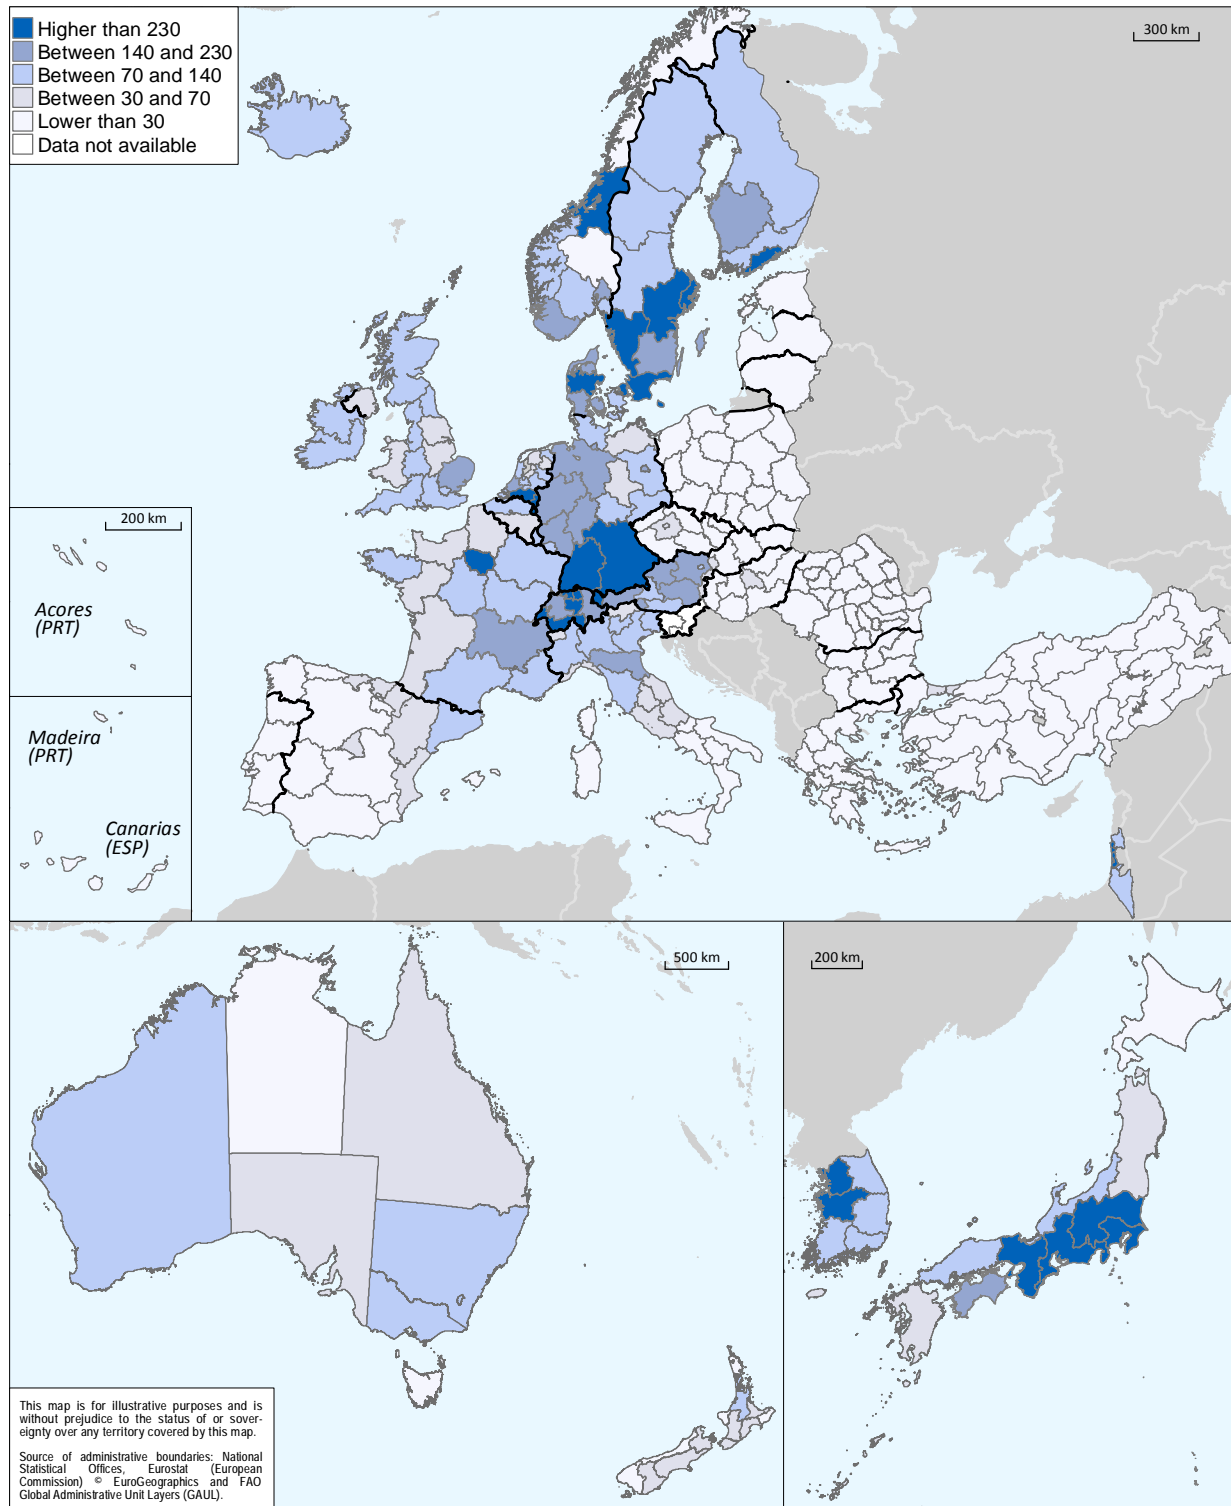 Higher than 230
Between 140 and 230
Between 70 and 140
Between 30 and 70
Lower than 30
Data not available
300 km
200 km
Acores
(PRT)
Madeira
(PRT)
Canarias
(ESP)
500 km
200 km
This map is for illustrative purposes and is
without prejudice to the status of or sover-
eignty over any territory covered by this map.
Source of administrative boundaries: National
Statistical Offices, Eurostat (European
Commission) © EuroGeographics and FAO
Global Administrative Unit Layers (GAUL).